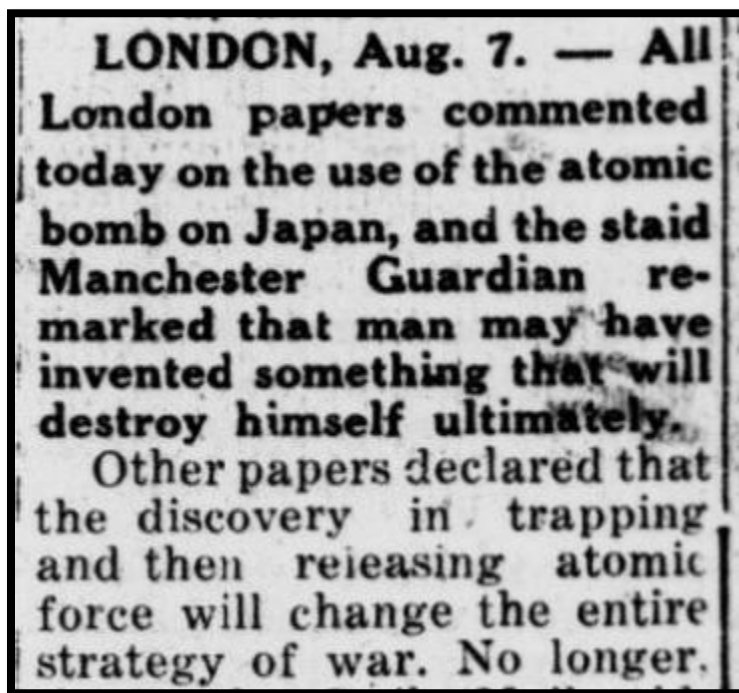 LONDON, Aug. 7. — All
London papers commented
today on the use of the atomic
bomb on Japan, and the staid
Manchester Guardian re-
marked that man may have
invented something that will
destroy himself ultimately.
Other papers declared that
the discovery in trapping
and then releasing atomic
force will change the entire
strategy of war. No longer,